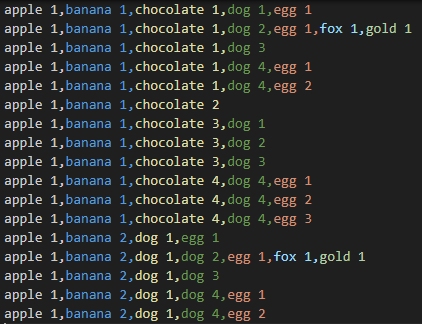 apple 1,banana 1,chocolate 1,dog 1,egg 1
apple 1,banana 1,chocolate 1,dog 2,egg 1,fox 1,gold 1
apple 1,banana 1,chocolate 1,dog 3
apple 1,banana 1,chocolate 1,dog 4,egg 1
apple 1,banana 1,chocolate 1,dog 4,egg 2
apple 1,banana 1,chocolate 2
apple 1,banana 1,chocolate 3,dog 1
apple 1,banana 1,chocolate 3,dog 2
apple 1,banana 1,chocolate 3,dog 3
apple 1,banana 1,chocolate 4,dog 4,egg 1
apple 1,banana 1,chocolate 4,dog 4,egg 2
apple 1,banana 1,chocolate 4,dog 4,egg 3
apple 1,banana 2,dog 1,egg 1
apple 1,banana 2,dog 1,dog 2,egg 1,fox 1,gold 1
apple 1,banana 2,dog 1,dog 3
apple 1,banana 2,dog 1,dog 4,egg 1
apple 1,banana 2,dog 1,dog 4,egg 2